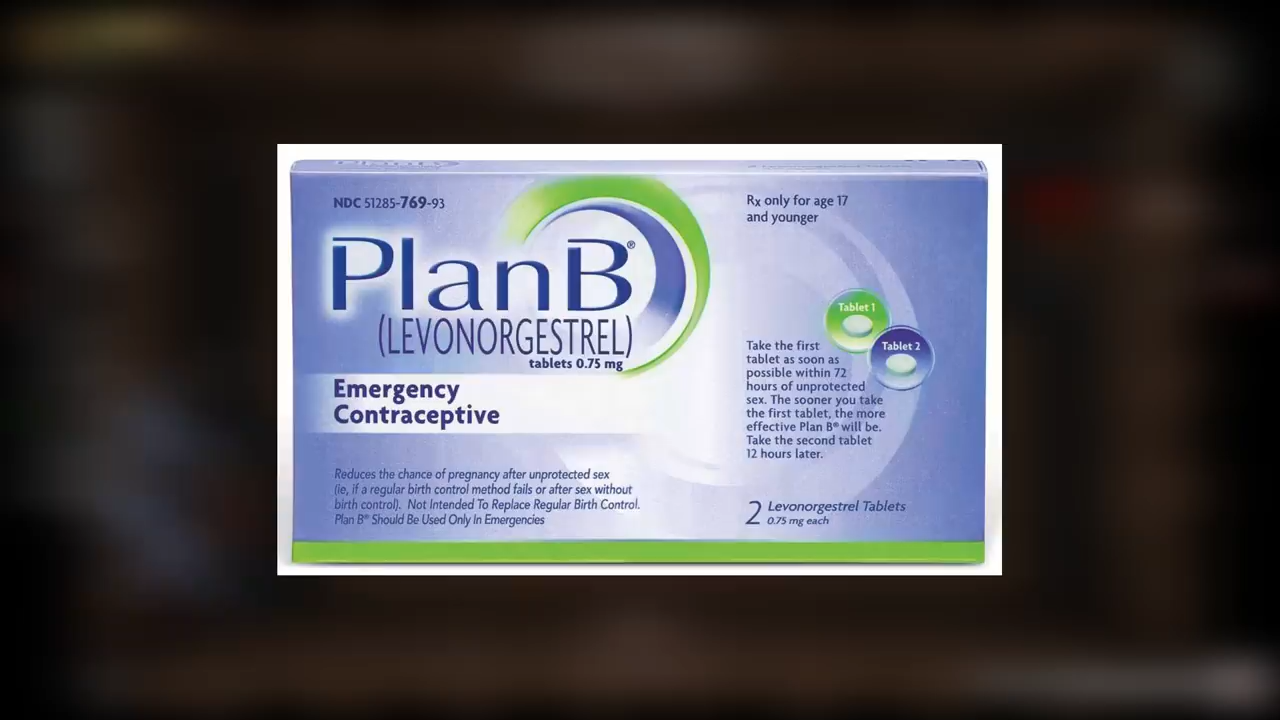 NDC 51285-769-93
Rx only for age 17
and younger
PlanB®
(LEVONORGESTREL)
tablets 0.75 mg
Emergency
Contraceptive
Tablet 1
Tablet 2
Take the first
tablet as soon as
possible within 72
hours of unprotected
sex. The sooner you take
the first tablet, the more
effective Plan B® will be.
Take the second tablet
12 hours later.
Reduces the chance of pregnancy after unprotected sex
(ie, if a regular birth control method fails or after sex without
birth control). Not Intended To Replace Regular Birth Control.
Plan B® Should Be Used Only In Emergencies
2 Levonorgestrel Tablets
0.75 mg each